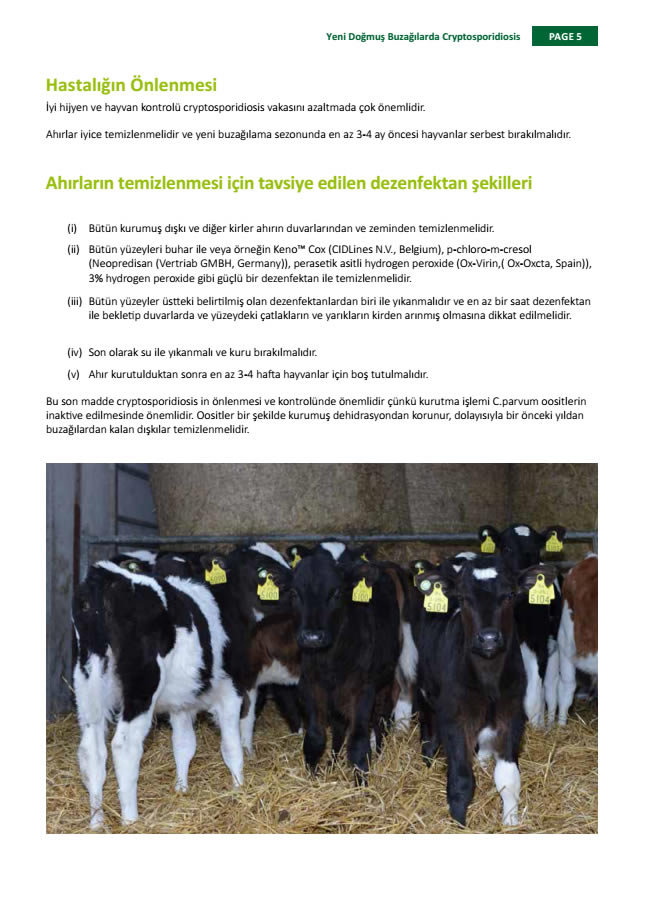 Yeni Doğmuş Buzağılarda Cryptosporidiosis
PAGE 5
Hastalığın Önlenmesi
İyi hijyen ve hayvan kontrolü cryptosporidiosis vakasını azaltmada çok önemlidir.
Ahırlar iyice temizlenmelidir ve yeni buzağılama sezonunda en az 3-4 ay öncesi hayvanlar serbest bırakılmalıdır.
Ahırların temizlenmesi için tavsiye edilen dezenfektan şekilleri
(i) Bütün kurumuş dışkı ve diğer kirler ahırın duvarlarından ve zeminden temizlenmelidir.
(ii) Bütün yüzeyleri buhar ile veya örneğin Keno™ Cox (CIDLines N.V., Belgium), p-chloro-m-cresol
(Neopredisan (Vertriab GMBH, Germany)), perasetik asitli hydrogen peroxide (Ox-Virin,( Ox-Oxcta, Spain)),
3% hydrogen peroxide gibi güçlü bir dezenfektan ile temizlenmelidir.
(iii) Bütün yüzeyler üstteki belirtilmiş olan dezenfektanlardan biri ile yıkanmalıdır ve en az bir saat dezenfektan
ile bekletip duvarlarda ve yüzeydeki çatlakların ve yarıkların kirden arınmış olmasına dikkat edilmelidir.
(iv) Son olarak su ile yıkanmalı ve kuru bırakılmalıdır.
(v) Ahır kurutulduktan sonra en az 3-4 hafta hayvanlar için boş tutulmalıdır.
Bu son madde cryptosporidiosis in önlenmesi ve kontrolünde önemlidir çünkü kurutma işlemi C.parvum oositlerin
inaktive edilmesinde önemlidir. Oositler bir şekilde kurumuş dehidrasyondan korunur, dolayısıyla bir önceki yıldan
buzağılardan kalan dışkılar temizlenmelidir.
5100
5100
5104
5104